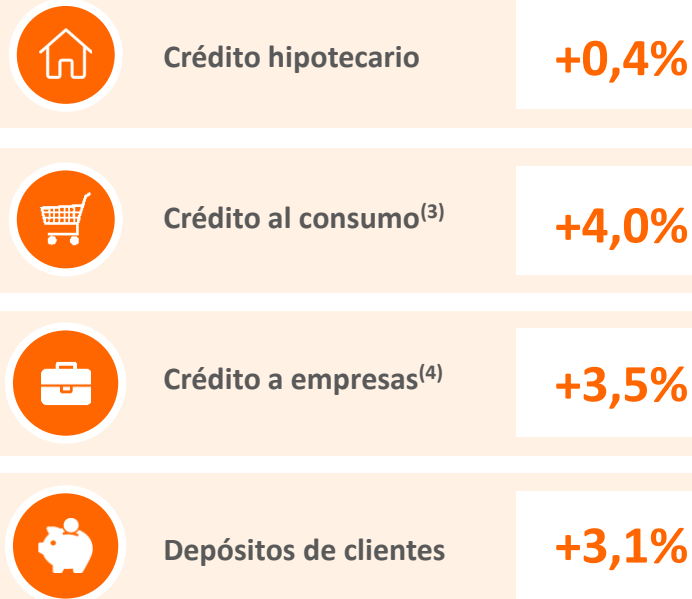 Crédito hipotecario +0,4%
Crédito al consumo(3) +4,0%
Crédito a empresas(4) +3,5%
Depósitos de clientes +3,1%